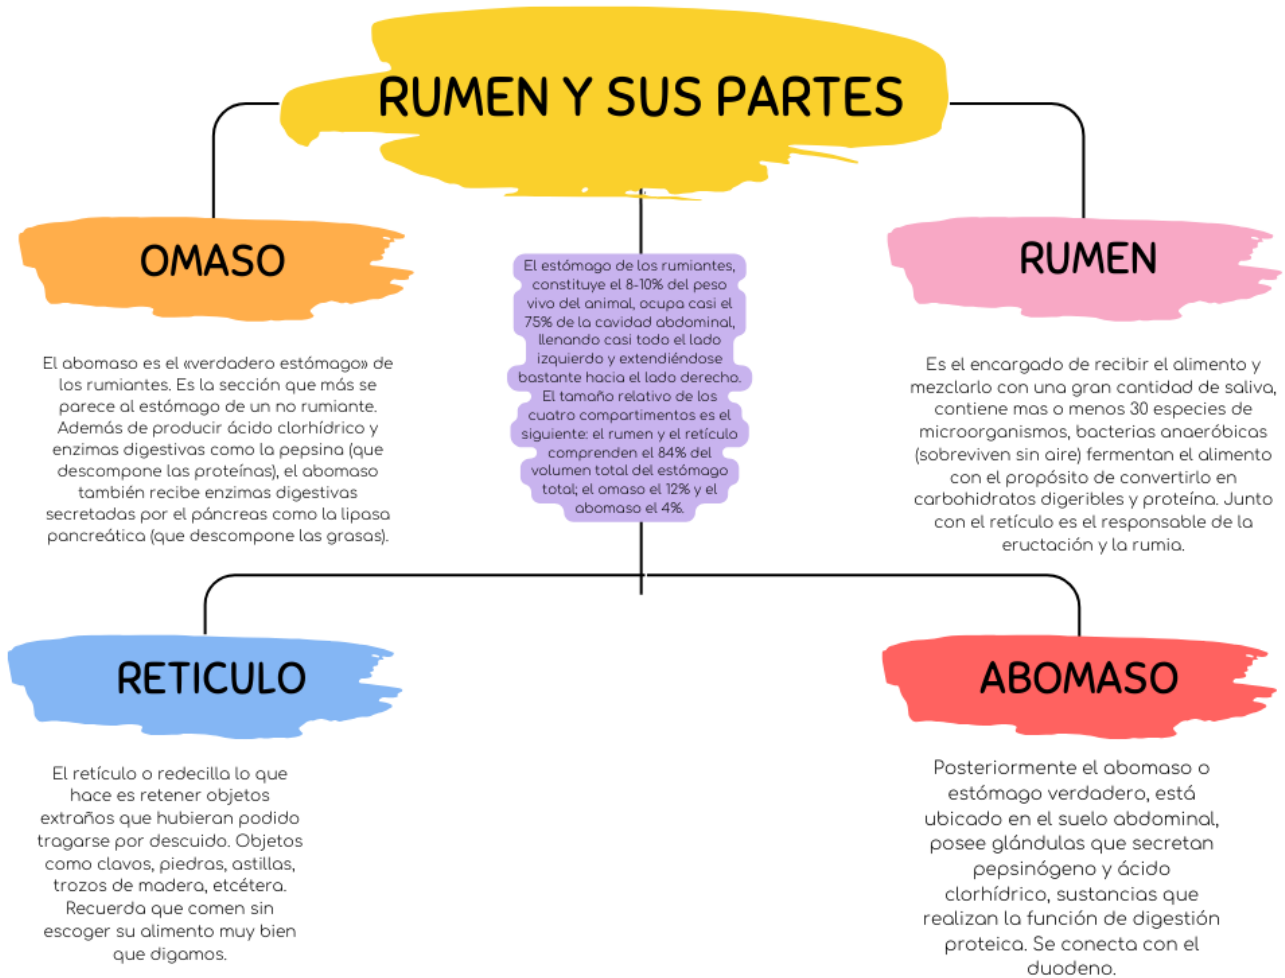 RUMEN Y SUS PARTES
OMASO
El abomaso es el «verdadero estómago» de
los rumiantes. Es la sección que más se
parece al estómago de un no rumiante.
Además de producir ácido clorhídrico y
enzimas digestivas como la pepsina (que
descompone las proteínas), el abomaso
también recibe enzimas digestivas
secretadas por el páncreas como la lipasa
pancreática (que descompone las grasas).
El estómago de los rumiantes,
constituye el 8-10% del peso
vivo del animal, ocupa casi el
75% de la cavidad abdominal,
llenando casi todo el lado
izquierdo y extendiéndose
bastante hacia el lado derecho.
El tamaño relativo de los
cuatro compartimentos es el
siguiente: el rumen y el retículo
comprenden el 84% del
volumen total del estómago
total; el omaso el 12% y el
abomaso el 4%.
RUMEN
Es el encargado de recibir el alimento y
mezclarlo con una gran cantidad de saliva,
contiene mas o menos 30 especies de
microorganismos, bacterias anaeróbicas
(sobreviven sin aire) fermentan el alimento
con el propósito de convertirlo en
carbohidratos digeribles y proteína. Junto
con el retículo es el responsable de la
eructación y la rumia.
RETICULO
El retículo o redecilla lo que
hace es retener objetos
extraños que hubieran podido
tragarse por descuido. Objetos
como clavos, piedras, astillas,
trozos de madera, etcétera.
Recuerda que comen sin
escoger su alimento muy bien
que digamos.
ABOMASO
Posteriormente el abomaso o
estómago verdadero, está
ubicado en el suelo abdominal,
posee glándulas que secretan
pepsinógeno y ácido
clorhídrico, sustancias que
realizan la función de digestión
proteica. Se conecta con el
duodeno.